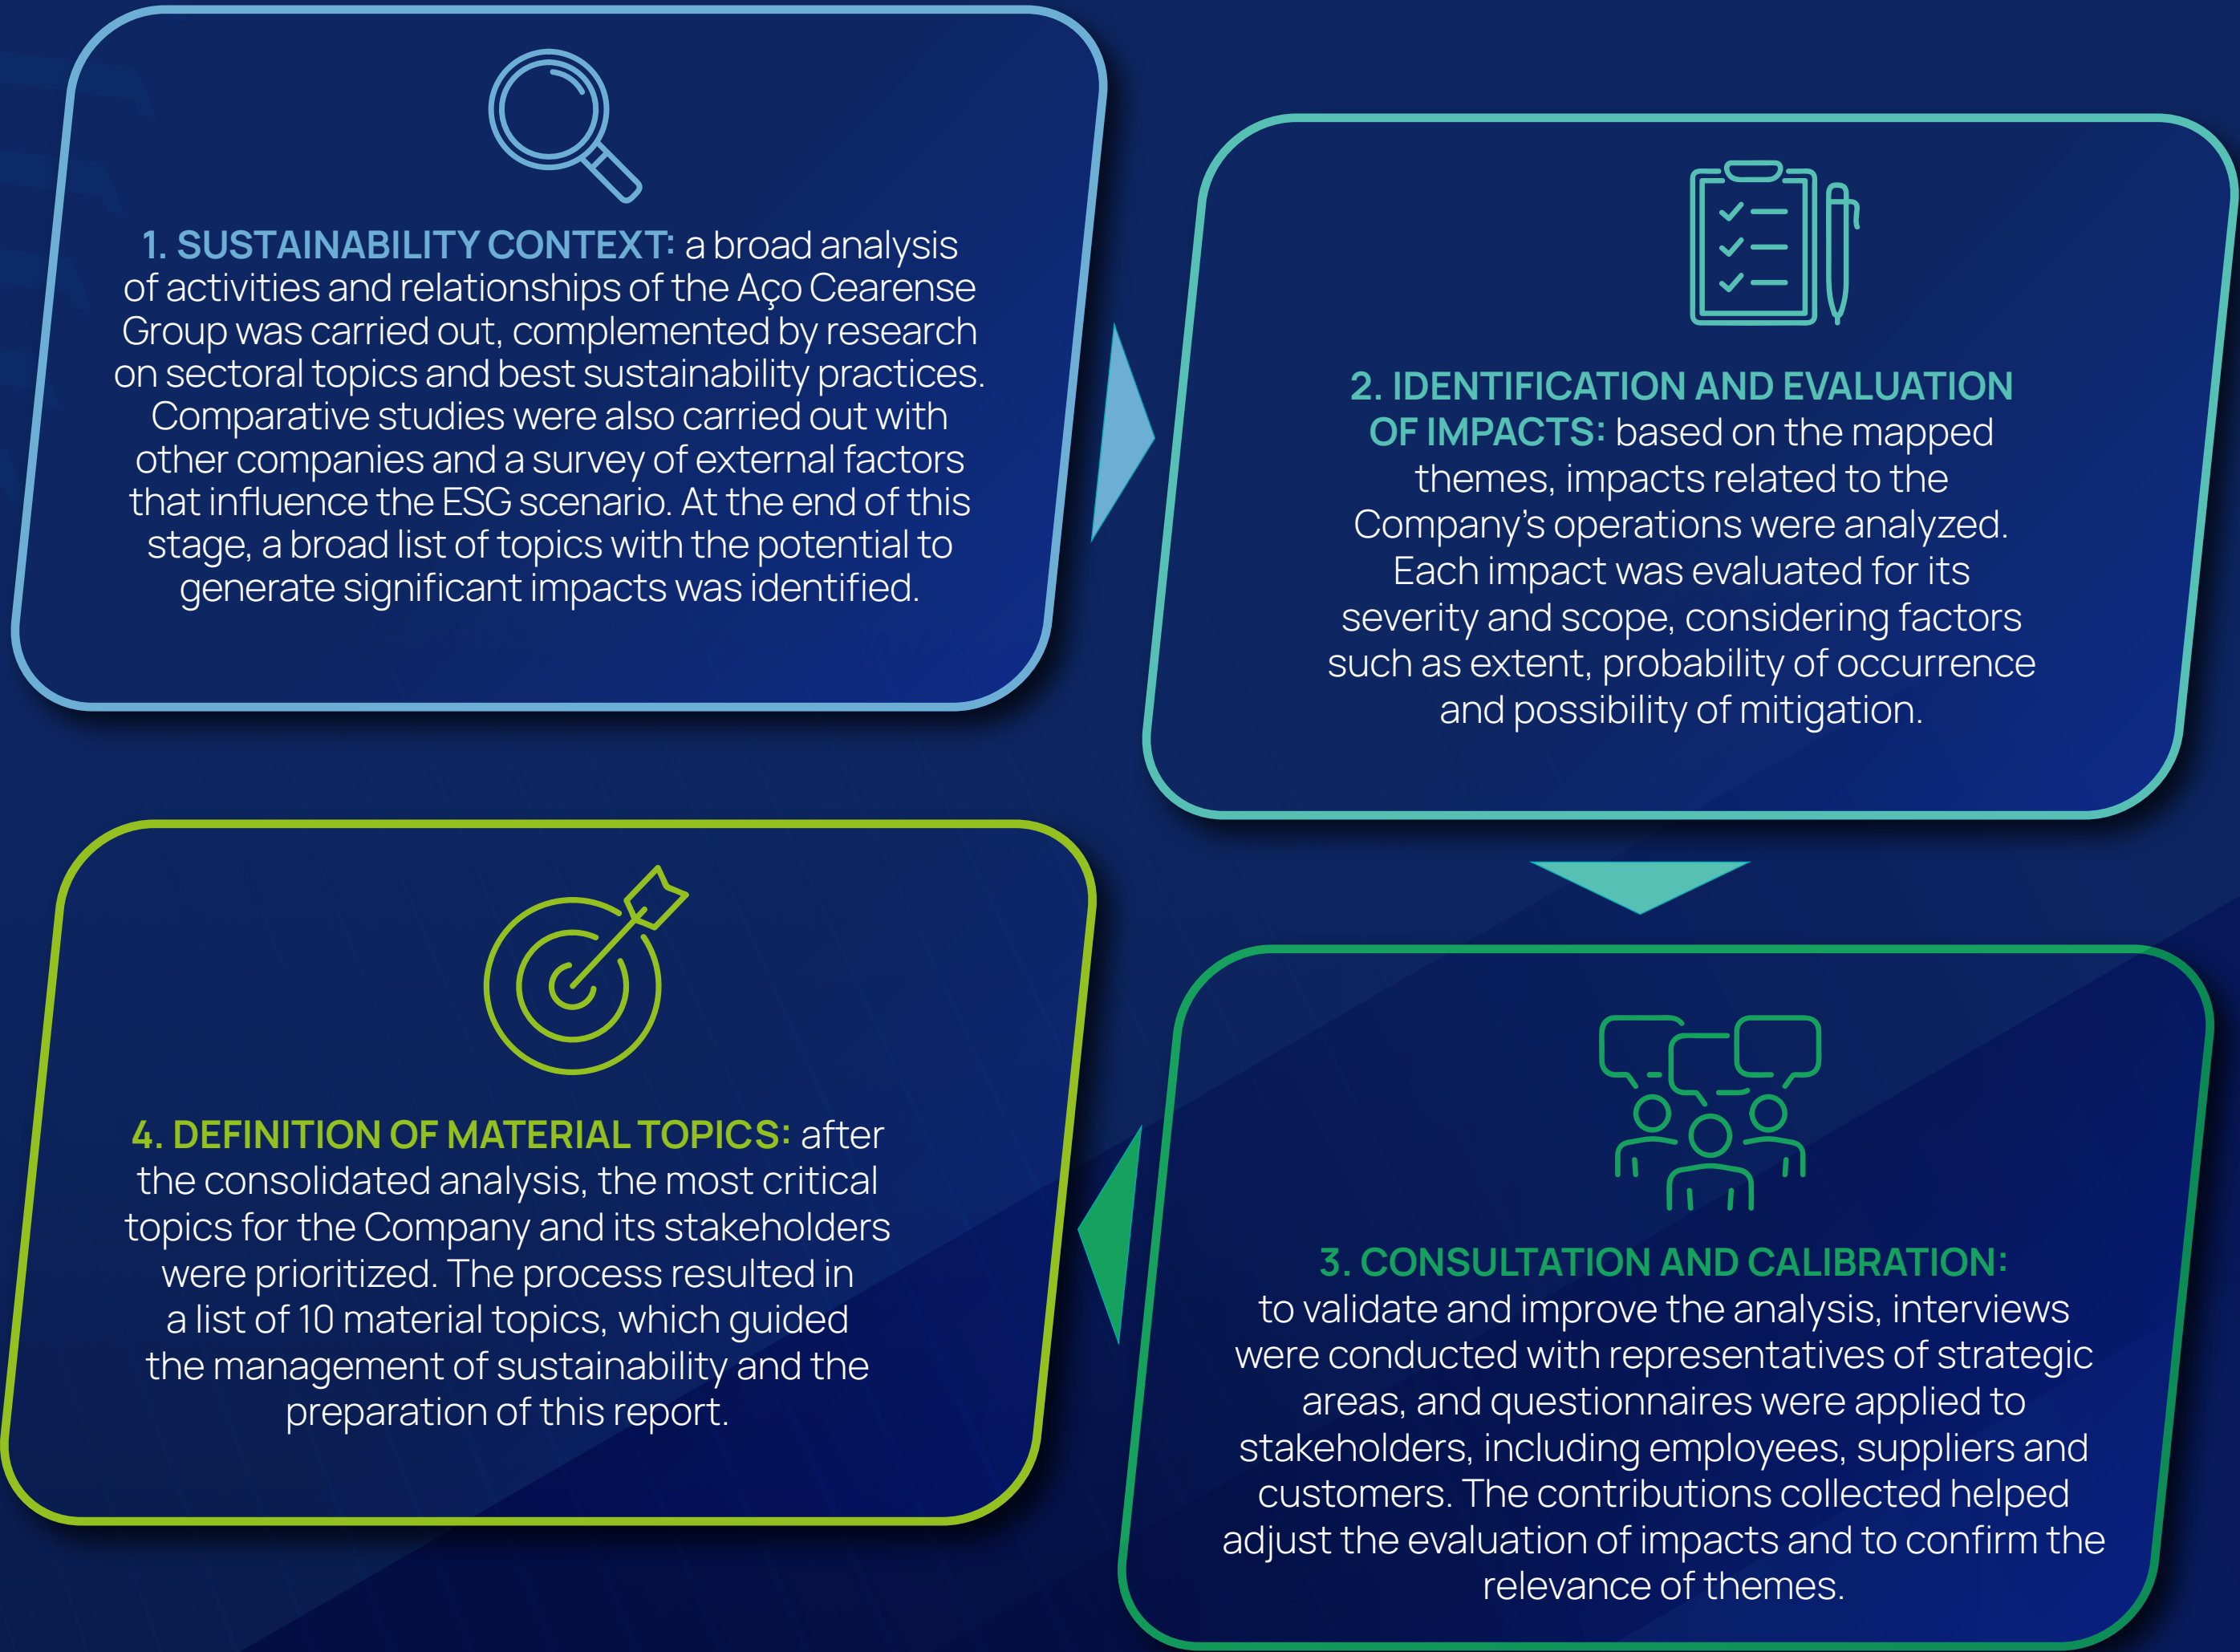 1. SUSTAINABILITY CONTEXT: a broad analysis
of activities and relationships of the Aço Cearense
Group was carried out, complemented by research
on sectoral topics and best sustainability practices.
Comparative studies were also carried out with
other companies and a survey of external factors
that influence the ESG scenario. At the end of this
stage, a broad list of topics with the potential to
generate significant impacts was identified.
2. IDENTIFICATION AND EVALUATION
OF IMPACTS: based on the mapped
themes, impacts related to the
Company’s operations were analyzed.
Each impact was evaluated for its
severity and scope, considering factors
such as extent, probability of occurrence
and possibility of mitigation.
3. CONSULTATION AND CALIBRATION:
to validate and improve the analysis, interviews
were conducted with representatives of strategic
areas, and questionnaires were applied to
stakeholders, including employees, suppliers and
customers. The contributions collected helped
adjust the evaluation of impacts and to confirm the
relevance of themes.
4. DEFINITION OF MATERIAL TOPICS: after
the consolidated analysis, the most critical
topics for the Company and its stakeholders
were prioritized. The process resulted in
a list of 10 material topics, which guided
the management of sustainability and the
preparation of this report.